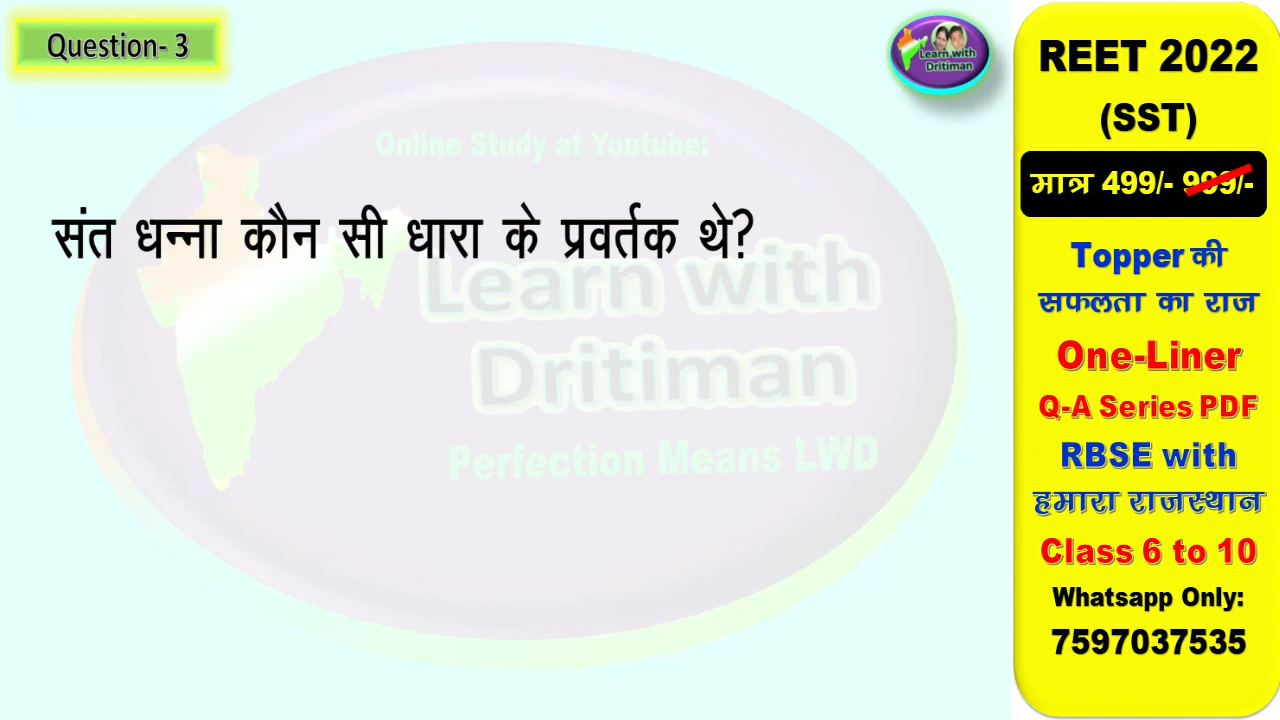 Question- 3
Learn with
Dritiman
Online Study at Youtube:
संत धन्ना कौन सी धारा के प्रवर्तक थे?
Learn with
Dritiman
Perfection Means LWD
REET 2022
(SST)
मात्र 499/- 999/-
Topper की
सफलता का राज
One-Liner
Q-A Series PDF
RBSE with
हमारा राजस्थान
Class 6 to 10
Whatsapp Only:
7597037535